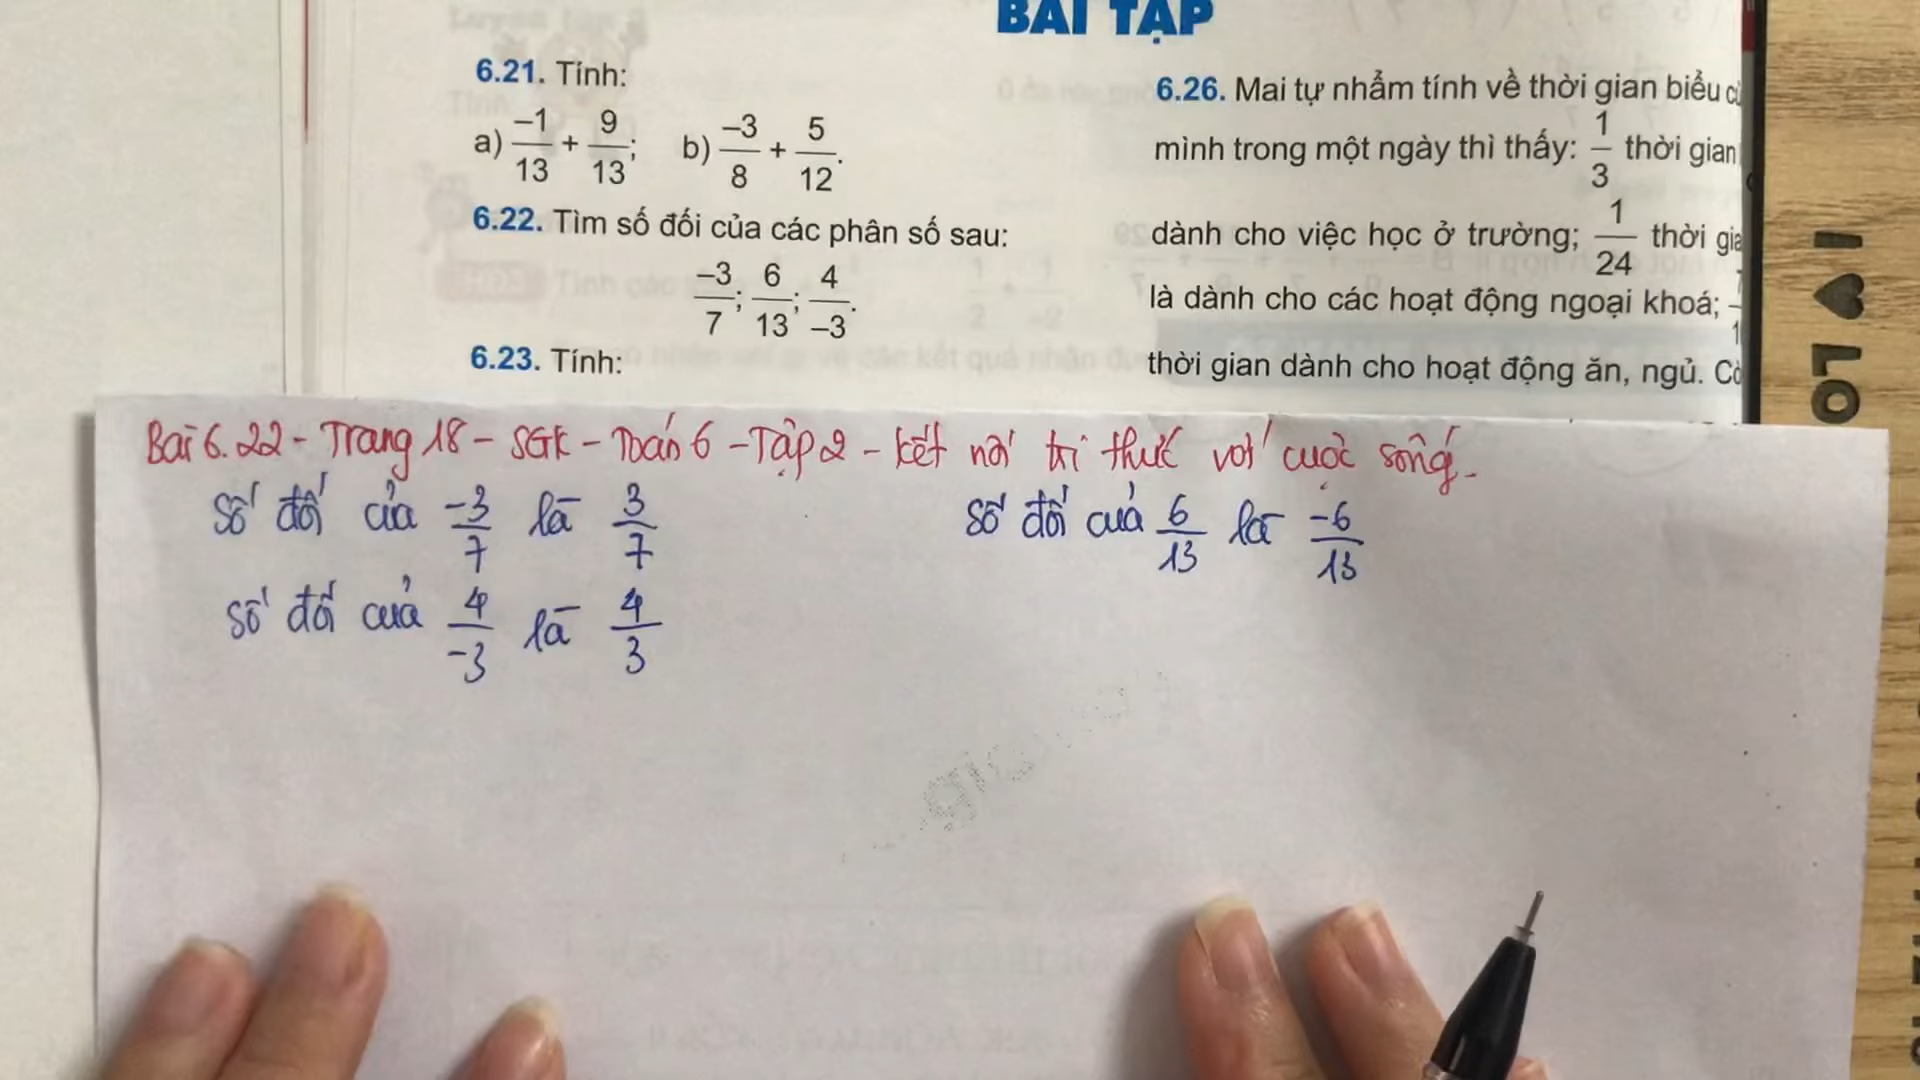 BÀI TẬP
6.21. Tính:
a) −1/13 + 9/13; b) −3/8 + 5/12.
6.22. Tìm số đối của các phân số sau:
−3/7; 6/13; 4/−3.
6.23. Tính:
6.26. Mai tự nhẩm tính về thời gian biểu
mình trong một ngày thì thấy: 1/3 thời gian
dành cho việc học ở trường; 1/24 thời
là dành cho các hoạt động ngoại khoá;
thời gian dành cho hoạt động ăn, ngủ.
Bài 6.22 - Trang 18 - SGK - Toán 6 - Tập 2 - kết nối tri thức với cuộc sống.
Số đối của -3/7 là 3/7
Số đối của 6/13 là -6/13
Số đối của 4/-3 là 4/3
I ♥ LO